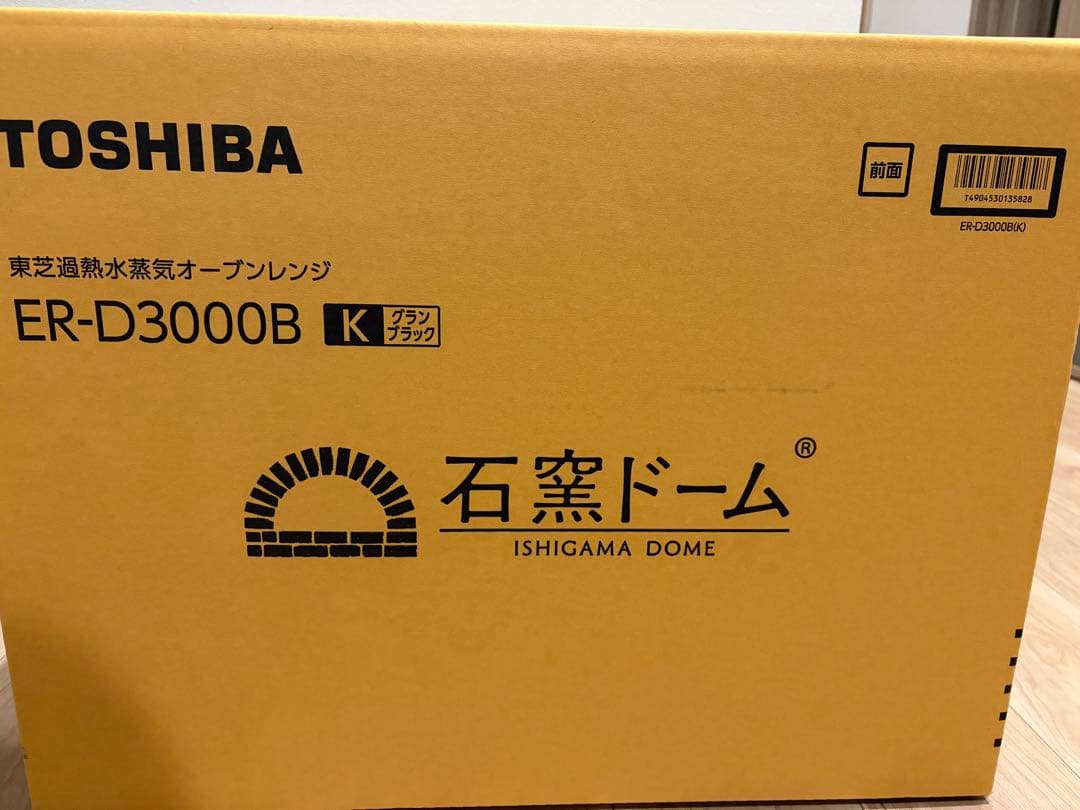 TOSHIBA
前面
T4904530135828
ER-D3000B(K)
東芝過熱水蒸気オーブンレンジ
ER-D3000B K グラン
ブラック
石窯ドーム®
ISHIGAMA DOME